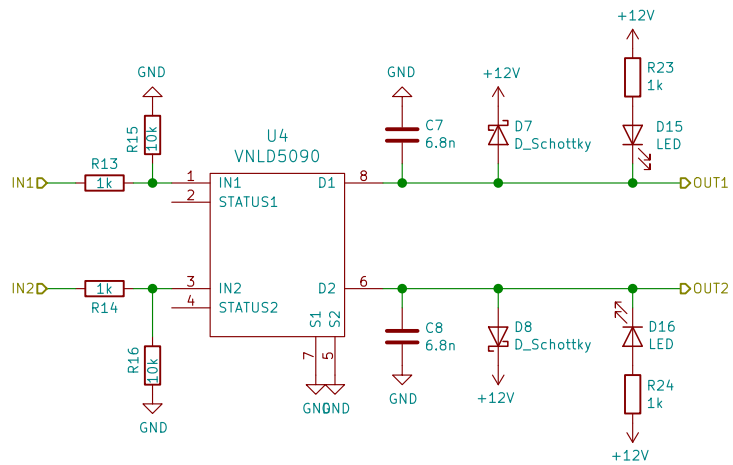 +12V
GND
GND
+12V
R23
1k
R15
10k
U4
VNLD5090
C7
6.8n
D7
D_Schottky
D15
LED
R13
1k
IN1
1
IN1
D1
8
OUT1
2
STATUS1
IN2
1k
R14
3
IN2
D2
6
OUT2
4
STATUS2
S1
S2
7
5
R16
10k
C8
6.8n
D8
D_Schottky
D16
LED
R24
1k
GND
GND
GND
+12V
GND
+12V